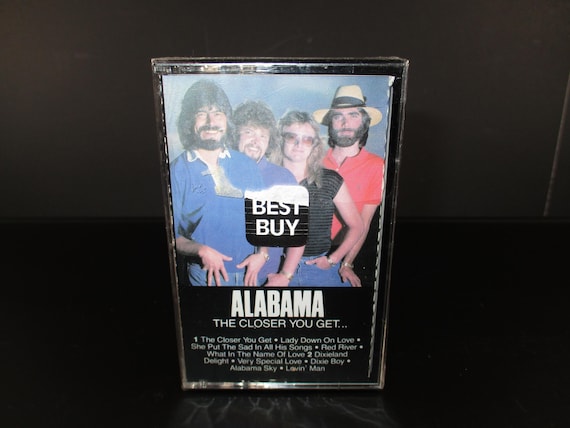 BEST
BUY
ALABAMA
THE CLOSER YOU GET...
1 The Closer You Get • Lady Down On Love •
She Put The Sad In All His Songs • Red River •
What In The Name Of Love 2 Dixieland
Delight • Very Special Love • Dixie Boy •
Alabama Sky • Lovin' Man